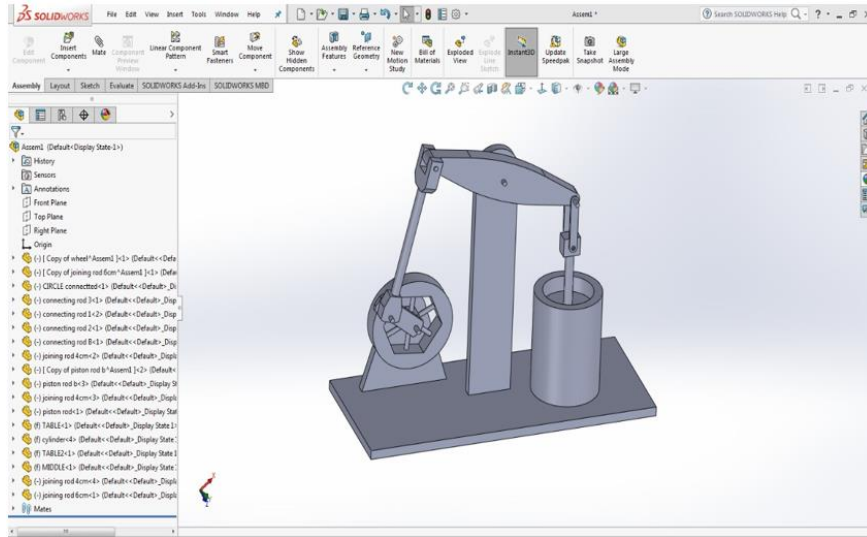 SOLIDWORKS File Edit View Insert Tools Window Help Assem1 * Search SOLIDWORKS Help
Edit Component
Insert Components
Mate
Component Preview Window
Linear Component Pattern
Smart Fasteners
Move Component
Show Hidden Components
Assembly Features
Reference Geometry
New Motion Study
Bill of Materials
Exploded View
Explode Line Sketch
Instant3D
Update Speedpak
Take Snapshot
Large Assembly Mode
Assembly Layout Sketch Evaluate SOLIDWORKS Add-Ins SOLIDWORKS MBD
Assem1 (Default<Display State-1>)
History
Sensors
Annotations
Front Plane
Top Plane
Right Plane
Origin
(-) [ Copy of wheel^Assem1 ]<1> (Default<<Defa
(-) [ Copy of joining rod 6cm^Assem1 ]<1> (Defau
(-) CIRCLE connectted<1> (Default<<Default>_Di
(-) connecting rod 3<1> (Default<<Default>_Disp
(-) connecting rod 1<2> (Default<<Default>_Disp
(-) connecting rod 2<1> (Default<<Default>_Disp
(-) connecting rod B<1> (Default<<Default>_Disp
(-) joining rod 4cm<2> (Default<<Default>_Displa
(-) [ Copy of piston rod b^Assem1 ]<2> (Default<
(-) piston rod b<3> (Default<<Default>_Display St
(-) joining rod 4cm<3> (Default<<Default>_Displa
(-) piston rod<1> (Default<<Default>_Display Stat
(f) TABLE<1> (Default<<Default>_Display State 1>
(f) cylinder<4> (Default<<Default>_Display State 1
(f) TABLE2<1> (Default<<Default>_Display State 1
(f) MIDDLE<1> (Default<<Default>_Display State
(-) joining rod 4cm<4> (Default<<Default>_Displa
(-) joining rod 6cm<1> (Default<<Default>_Displa
Mates